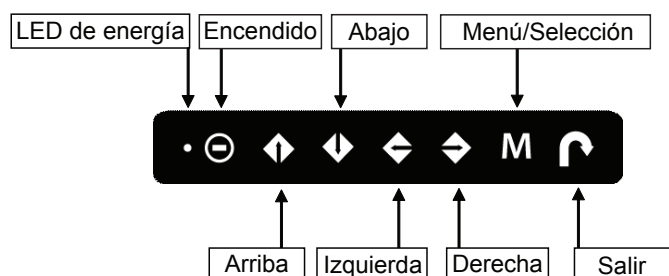 LED de energía
Encendido
Abajo
Menú/Selección
M
Arriba
Izquierda
Derecha
Salir